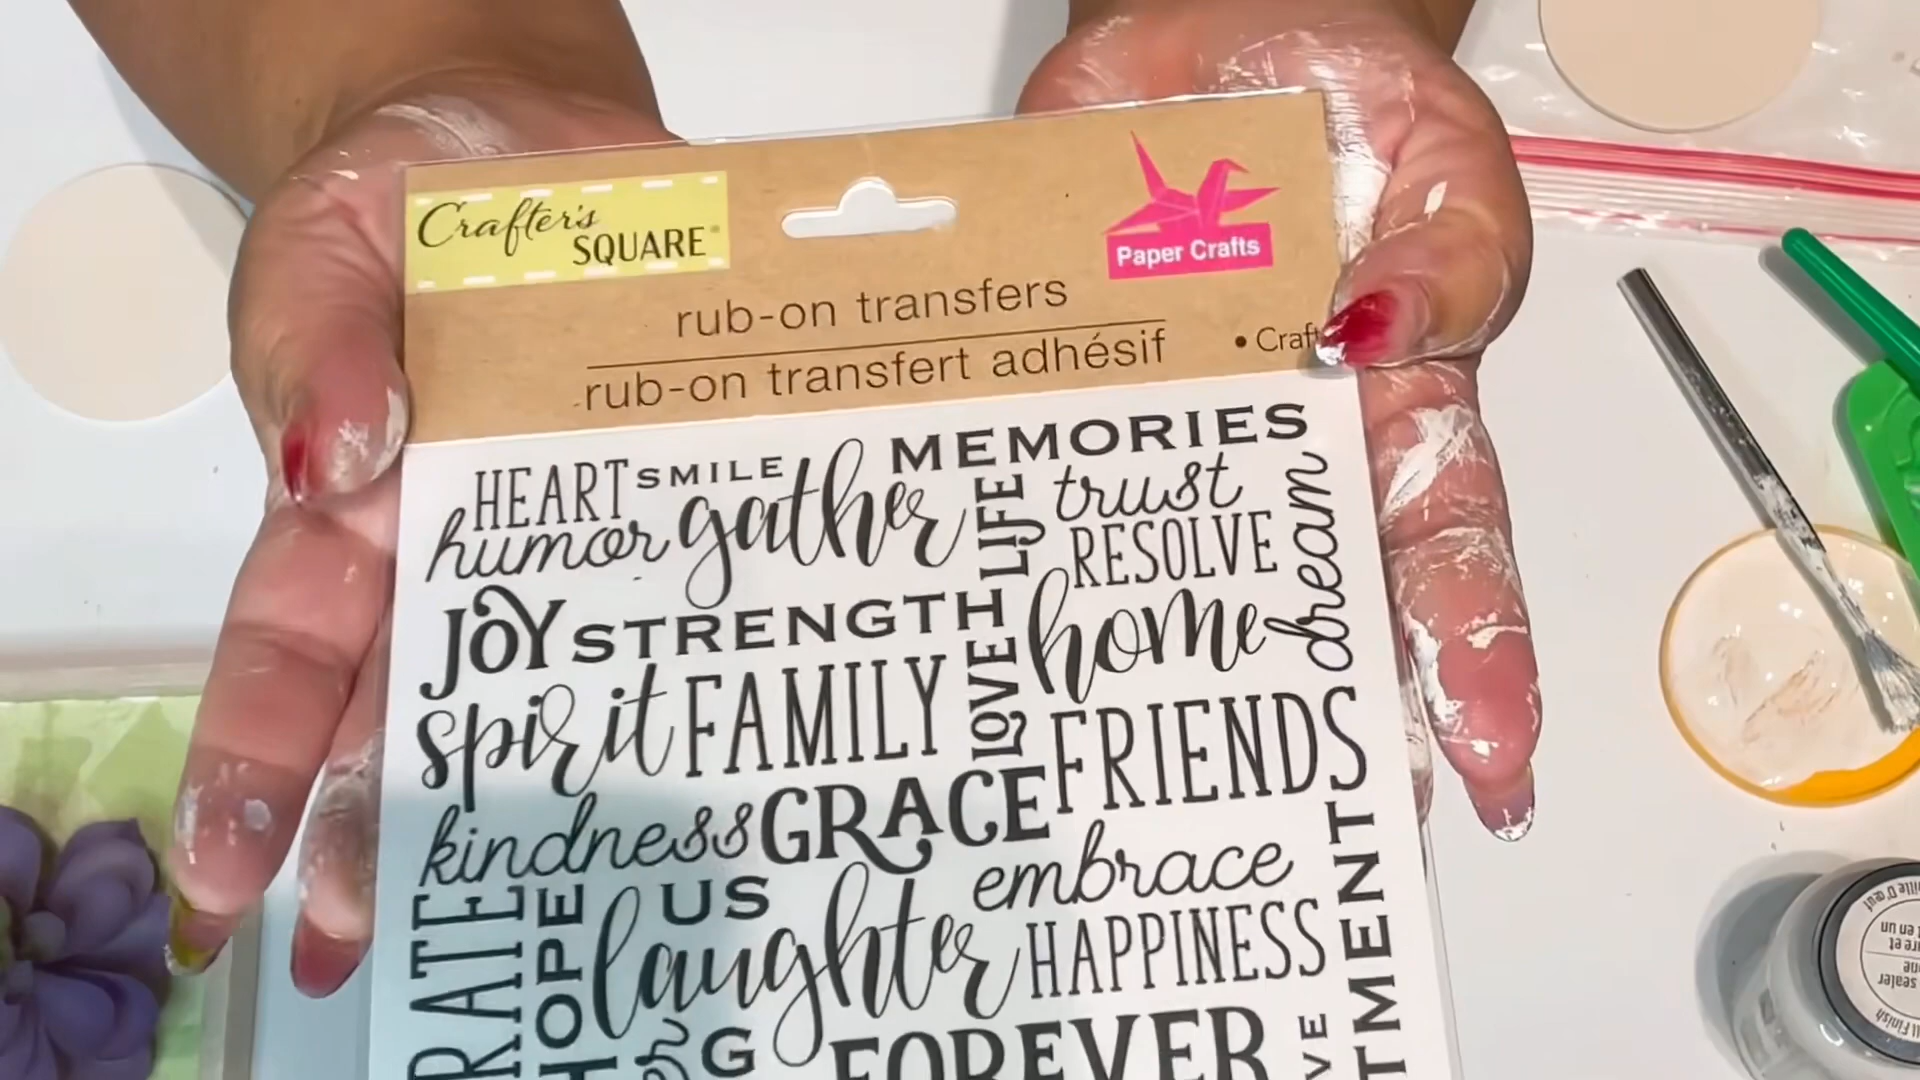 Crafter's
SQUARE
Paper Crafts
rub-on transfers
rub-on transfert adhésif
• Craft
HEART SMILE MEMORIES
humor gather LIFE trust
RESOLVE dream
JOY STRENGTH LOVE home
spirit FAMILY FRIENDS
kindness GRACE
HOPE US embrace
laughter HAPPINESS
FOREVER